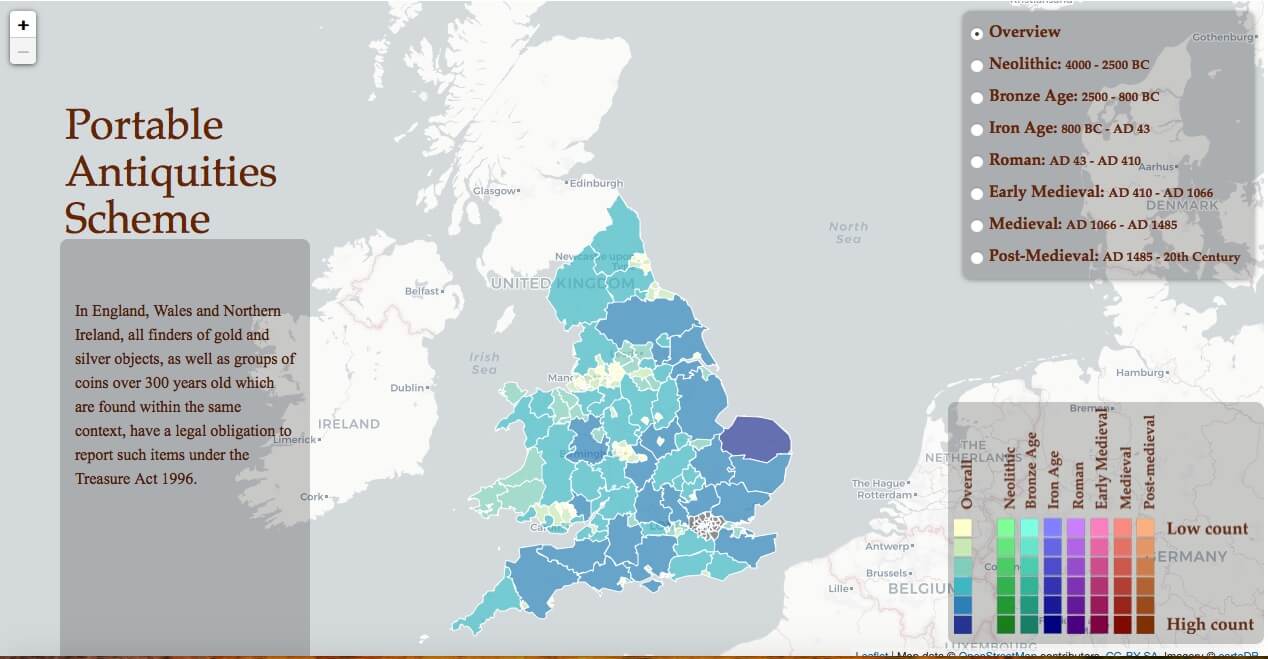 +
−
Portable
Antiquities
Scheme
In England, Wales and Northern
Ireland, all finders of gold and
silver objects, as well as groups of
coins over 300 years old which
are found within the same
context, have a legal obligation to
report such items under the
Treasure Act 1996.
Overview
Neolithic: 4000 - 2500 BC
Bronze Age: 2500 - 800 BC
Iron Age: 800 BC - AD 43
Roman: AD 43 - AD 410
Early Medieval: AD 410 - AD 1066
Medieval: AD 1066 - AD 1485
Post-Medieval: AD 1485 - 20th Century
Gothenburg
Aarhus
DENMARK
Glasgow
Edinburgh
North
Sea
Newcastle upon
UNITED KINGDOM
Belfast
Irish
Sea
Dublin
IRELAND
Limerick
Cork
Hamburg
Bremen
THE
NETHERLANDS
The Hague
Rotterdam
Antwerp
Brussels
Lille
BELGIUM
GERMANY
LUXEMBOURG
Overall
Neolithic
Bronze Age
Iron Age
Roman
Early Medieval
Medieval
Post-medieval
Low count
High count
Leaflet | Map data © OpenStreetMap contributors, CC-BY-SA, Imagery © cartoDB